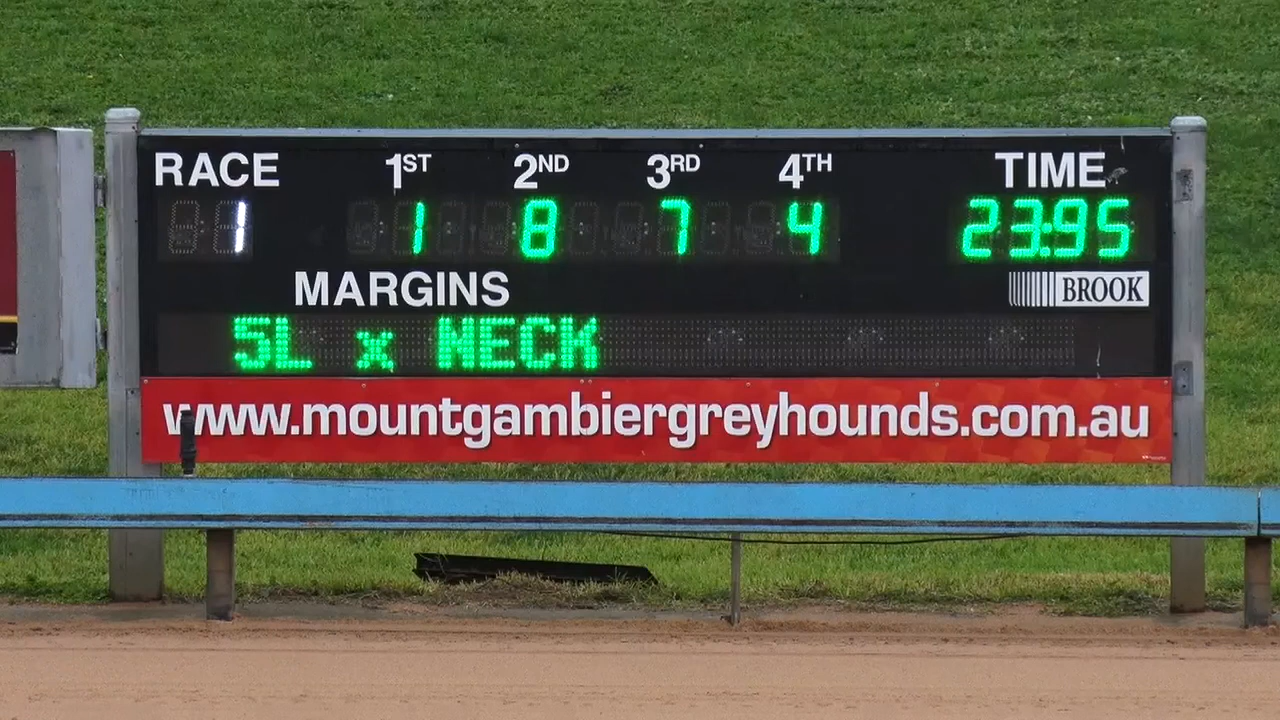 RACE 1ST 2ND 3RD 4TH TIME
1 1 8 7 4 23:95
MARGINS
BROOK
5L x NECK
www.mountgambiergreyhounds.com.au